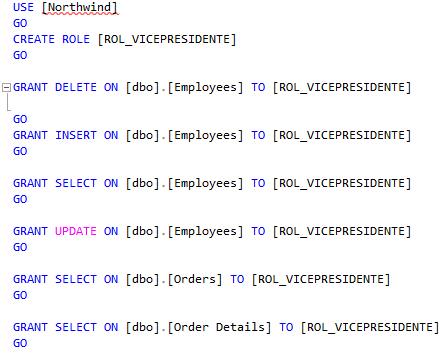 USE [Northwind]
GO
CREATE ROLE [ROL_VICEPRESIDENTE]
GO
GRANT DELETE ON [dbo].[Employees] TO [ROL_VICEPRESIDENTE]
GO
GRANT INSERT ON [dbo].[Employees] TO [ROL_VICEPRESIDENTE]
GO
GRANT SELECT ON [dbo].[Employees] TO [ROL_VICEPRESIDENTE]
GO
GRANT UPDATE ON [dbo].[Employees] TO [ROL_VICEPRESIDENTE]
GO
GRANT SELECT ON [dbo].[Orders] TO [ROL_VICEPRESIDENTE]
GO
GRANT SELECT ON [dbo].[Order Details] TO [ROL_VICEPRESIDENTE]
GO